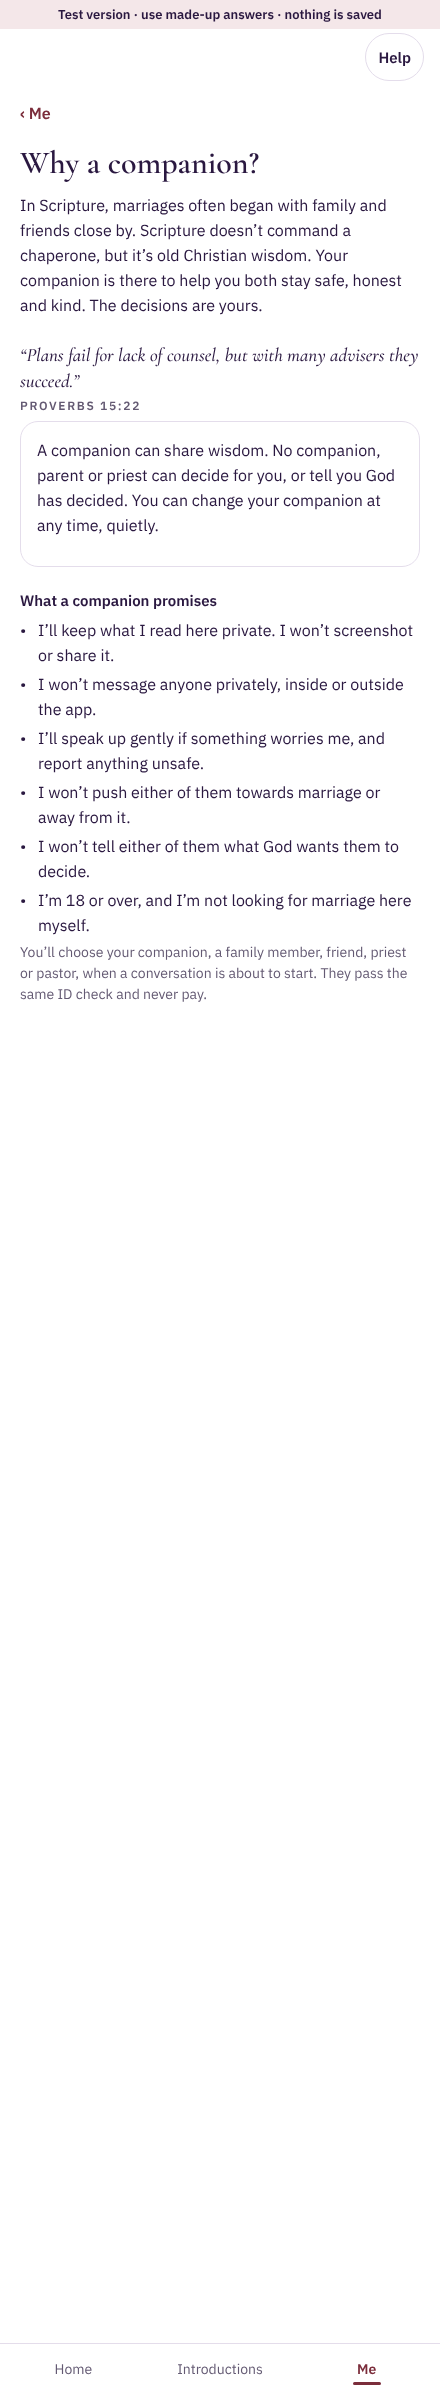 Test version · use made-up answers · nothing is saved
Help
‹ Me
Why a companion?
In Scripture, marriages often began with family and
friends close by. Scripture doesn’t command a
chaperone, but it’s old Christian wisdom. Your
companion is there to help you both stay safe, honest
and kind. The decisions are yours.
“Plans fail for lack of counsel, but with many advisers they
succeed.”
PROVERBS 15:22
A companion can share wisdom. No companion,
parent or priest can decide for you, or tell you God
has decided. You can change your companion at
any time, quietly.
What a companion promises
• I’ll keep what I read here private. I won’t screenshot
or share it.
• I won’t message anyone privately, inside or outside
the app.
• I’ll speak up gently if something worries me, and
report anything unsafe.
• I won’t push either of them towards marriage or
away from it.
• I won’t tell either of them what God wants them to
decide.
• I’m 18 or over, and I’m not looking for marriage here
myself.
You’ll choose your companion, a family member, friend, priest
or pastor, when a conversation is about to start. They pass the
same ID check and never pay.
Home
Introductions
Me